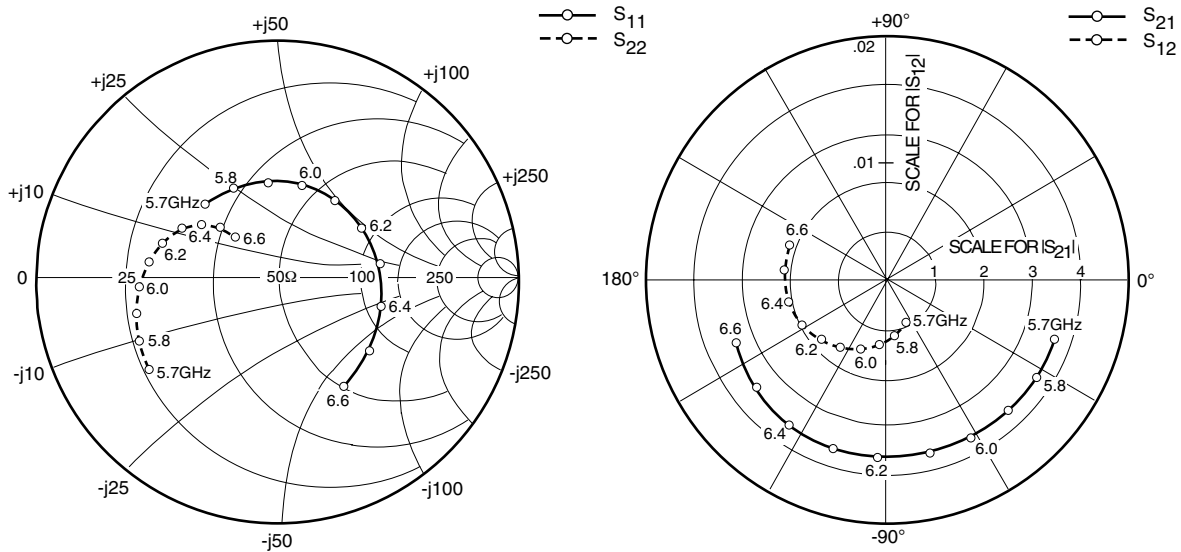 S11
S22
+j50
+j25
+j100
+j10
+j250
0
25
50Ω
100
250
-j10
-j250
-j25
-j100
-j50
5.7GHz
5.8
6.0
6.2
6.4
6.6
6.4
6.6
6.2
6.0
5.8
5.7GHz
S21
S12
+90°
.02
SCALE FOR |S12|
.01
SCALE FOR |S21|
1 2 3 4
180°
0°
-90°
6.6
6.4
6.2
6.0
5.8
5.7GHz
5.7GHz
5.8
6.0
6.2
6.4
6.6